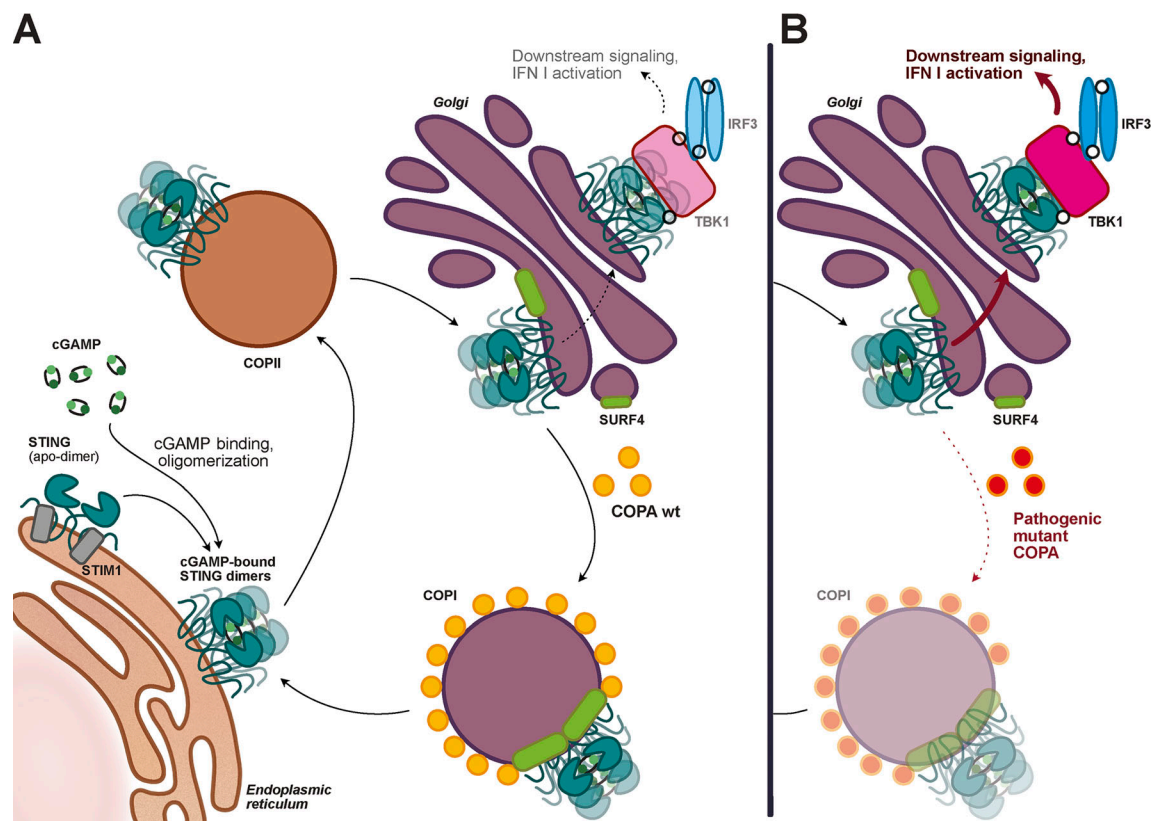 A
Downstream signaling,
IFN I activation
Golgi
IRF3
TBK1
COPII
cGAMP
cGAMP binding,
oligomerization
STING
(apo-dimer)
STIM1
cGAMP-bound
STING dimers
SURF4
COPA wt
COPI
Endoplasmic
reticulum
B
Downstream signaling,
IFN I activation
Golgi
IRF3
TBK1
SURF4
Pathogenic
mutant
COPA
COPI